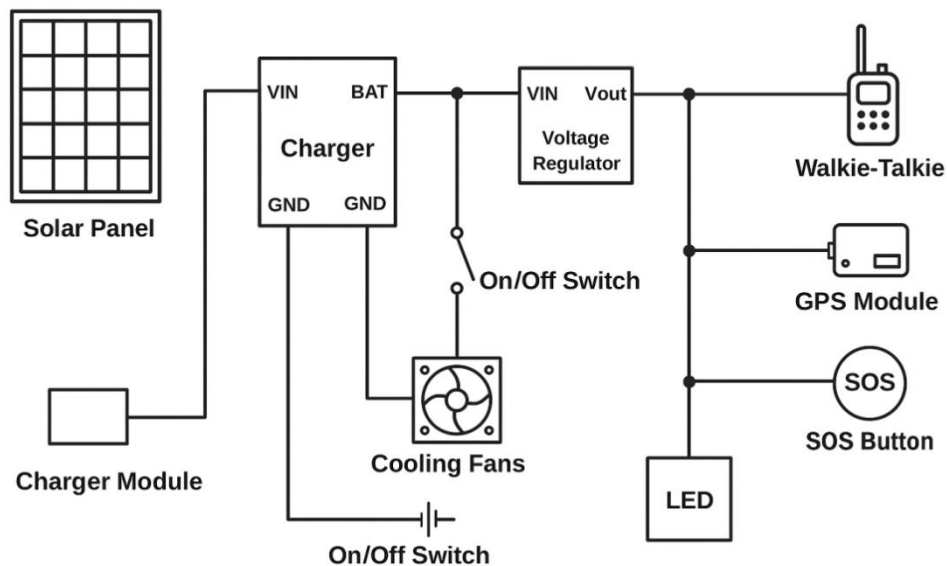 Solar Panel
VIN
BAT
Charger
GND
GND
VIN
Vout
Voltage
Regulator
Walkie-Talkie
On/Off Switch
GPS Module
SOS
SOS Button
Charger Module
Cooling Fans
LED
On/Off Switch